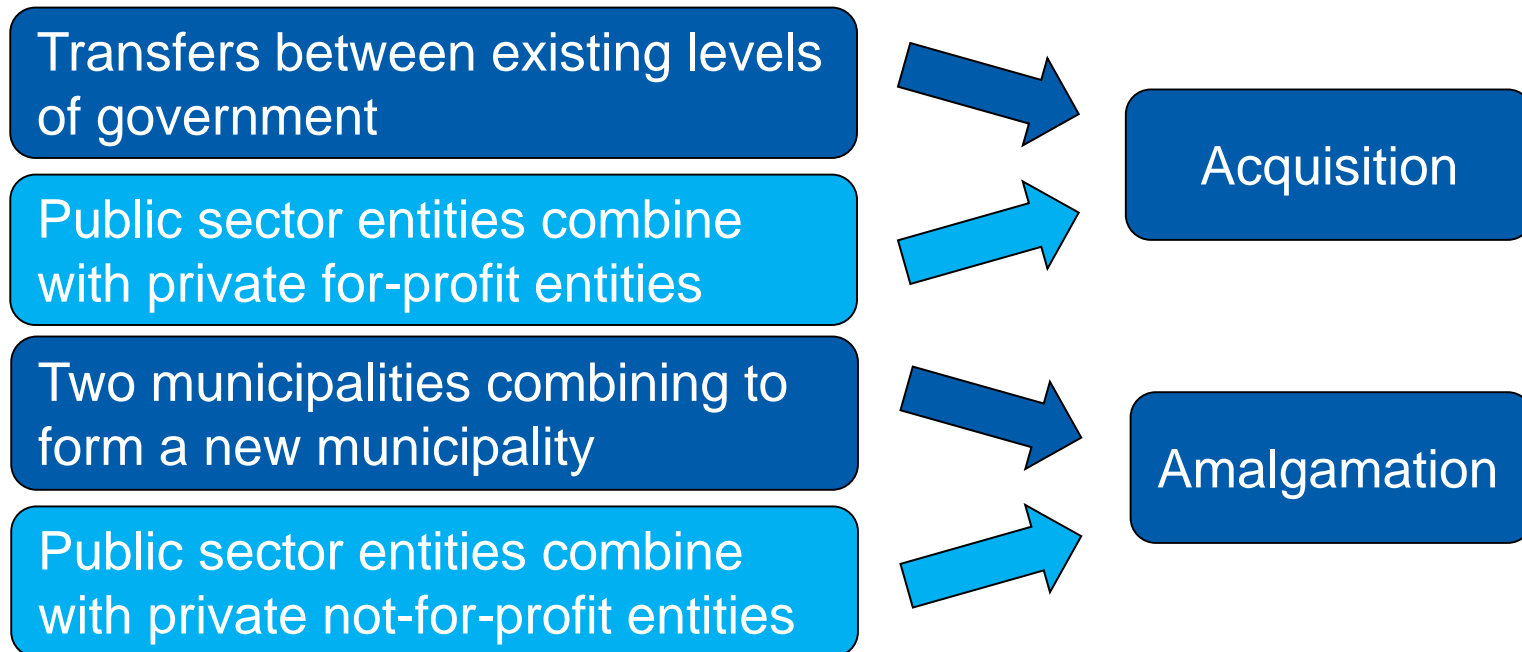 Transfers between existing levels
of government
Acquisition
Public sector entities combine
with private for-profit entities
Two municipalities combining to
form a new municipality
Amalgamation
Public sector entities combine
with private not-for-profit entities